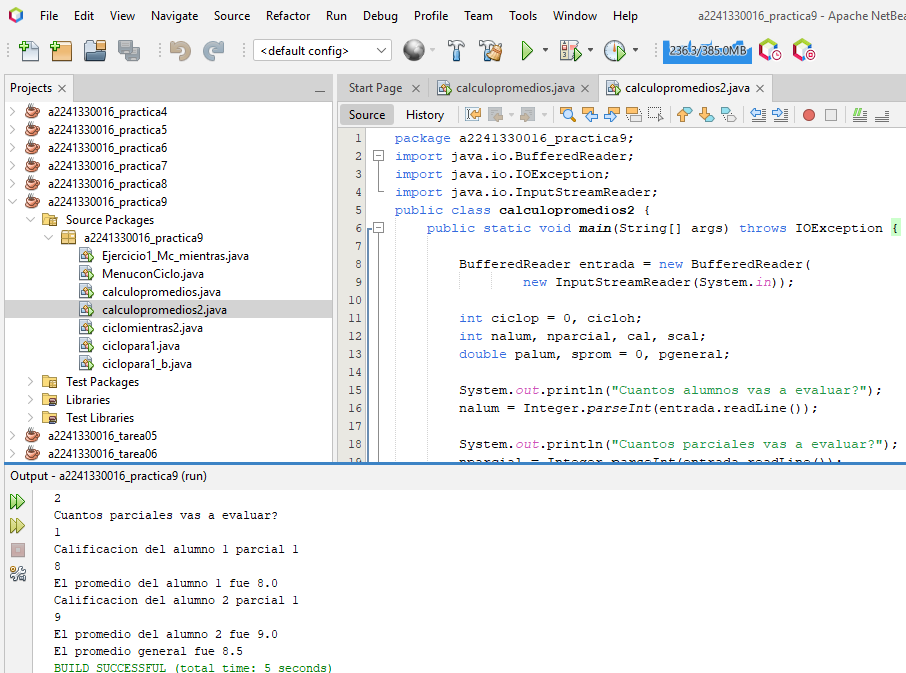 File Edit View Navigate Source Refactor Run Debug Profile Team Tools Window Help a2241330016_practica9 - Apache NetBea
<default config> 236.3/385.0MB
Projects
a2241330016_practica4
a2241330016_practica5
a2241330016_practica6
a2241330016_practica7
a2241330016_practica8
a2241330016_practica9
Source Packages
a2241330016_practica9
Ejercicio1_Mc_mientras.java
MenuconCiclo.java
calculopromedios.java
calculopromedios2.java
ciclomientras2.java
ciclopara1.java
ciclopara1_b.java
Test Packages
Libraries
Test Libraries
a2241330016_tarea05
a2241330016_tarea06
Start Page calculopromedios.java calculopromedios2.java
Source History
1 package a2241330016_practica9;
2 import java.io.BufferedReader;
3 import java.io.IOException;
4 import java.io.InputStreamReader;
5 public class calculopromedios2 {
6 public static void main(String[] args) throws IOException {
7
8 BufferedReader entrada = new BufferedReader(
9 new InputStreamReader(System.in));
10
11 int ciclop = 0, cicloh;
12 int nalum, nparcial, cal, scal;
13 double palum, sprom = 0, pgeneral;
14
15 System.out.println("Cuantos alumnos vas a evaluar?");
16 nalum = Integer.parseInt(entrada.readLine());
17
18 System.out.println("Cuantos parciales vas a evaluar?");
19 nparcial = Integer.parseInt(entrada.readLine());
Output - a2241330016_practica9 (run)
2
Cuantos parciales vas a evaluar?
1
Calificacion del alumno 1 parcial 1
8
El promedio del alumno 1 fue 8.0
Calificacion del alumno 2 parcial 1
9
El promedio del alumno 2 fue 9.0
El promedio general fue 8.5
BUILD SUCCESSFUL (total time: 5 seconds)